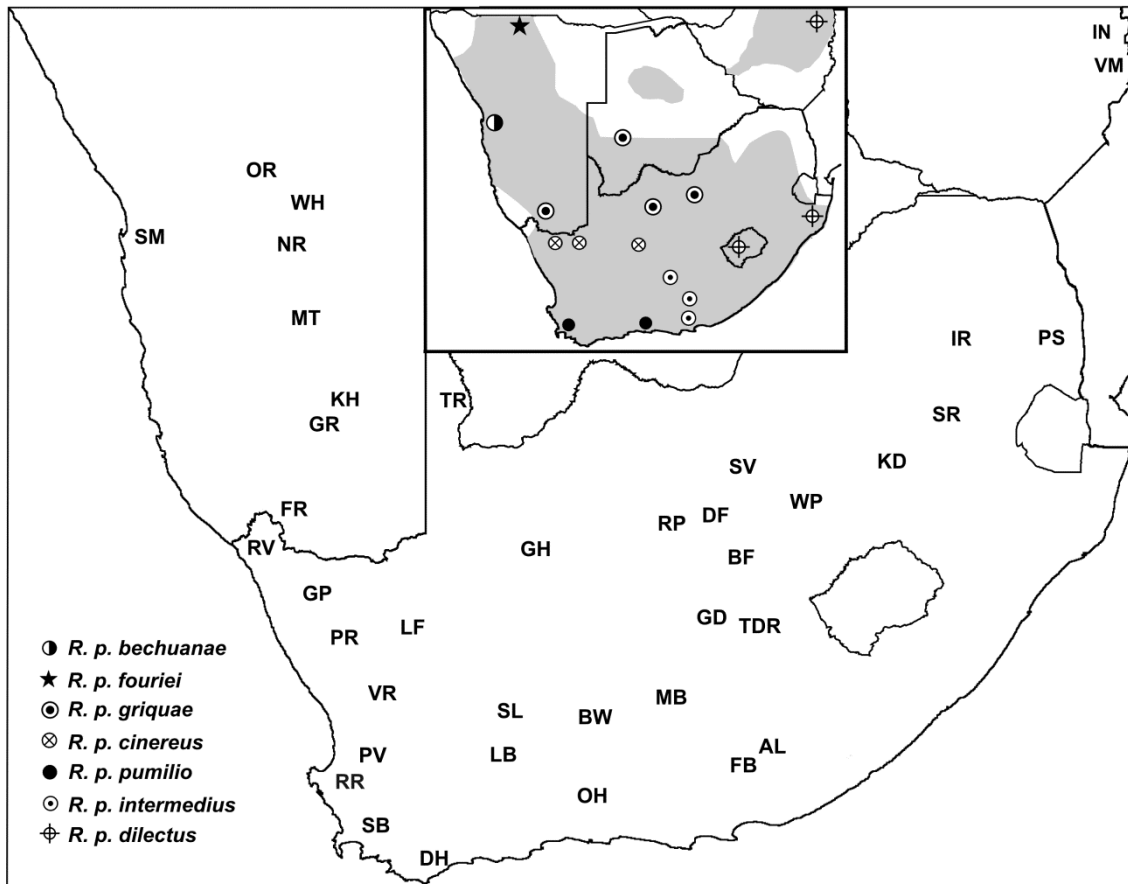 IN
VM
OR
WH
SM
NR
MT
IR
PS
KH
TR
GR
SR
SV
KD
WP
FR
DF
RP
RV
GH
BF
GP
GD
TDR
LF
PR
R. p. bechuanae
R. p. fouriei
VR
MB
SL
BW
R. p. griquae
R. p. cinereus
AL
PV
LB
FB
R. p. pumilio
RR
OH
R. p. intermedius
SB
R. p. dilectus
DH